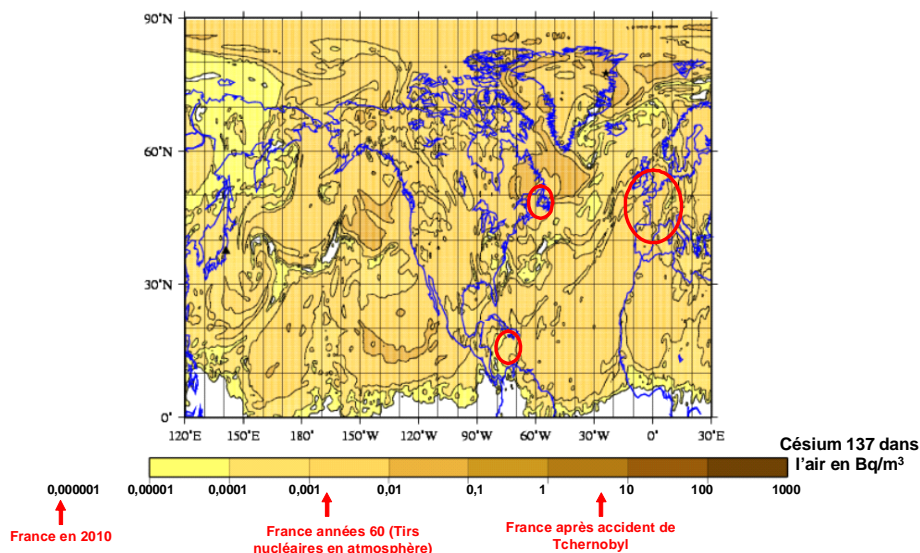 90°N
60°N
30°N
0°
120°E 150°E 180° 150°W 120°W 90°W 60°W 30°W 0° 30°E
Césium 137 dans
l'air en Bq/m³
0,000001 0,00001 0,0001 0,001 0,01 0,1 1 10 100 1000
France en 2010
France années 60 (Tirs
nucléaires en atmosphère)
France après accident de
Tchernobyl